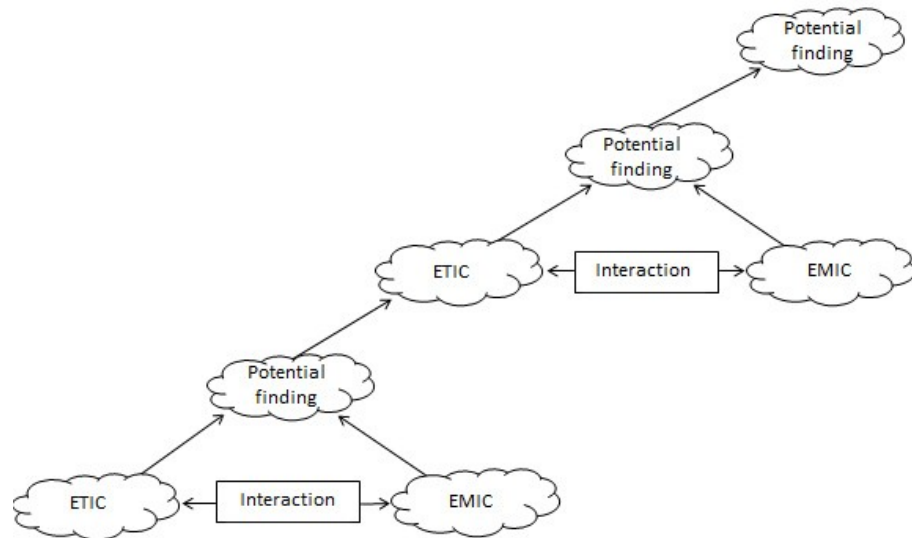 Potential
finding
Potential
finding
ETIC
Interaction
EMIC
Potential
finding
ETIC
Interaction
EMIC